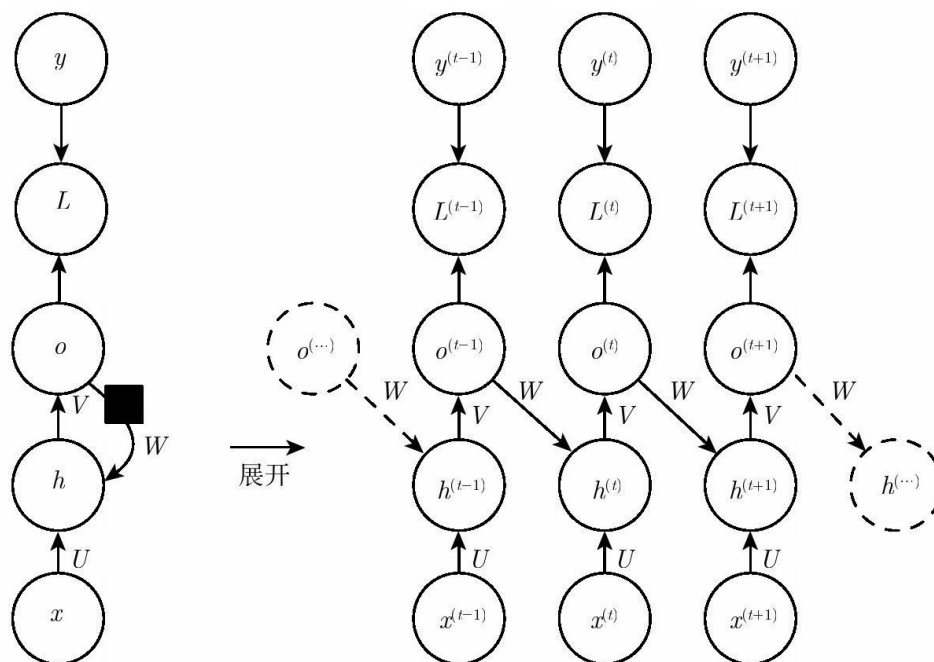 y y^{(t-1)} y^{(t)} y^{(t+1)}
L L^{(t-1)} L^{(t)} L^{(t+1)}
o o^{(···)} o^{(t-1)} o^{(t)} o^{(t+1)}
V W W W W W
V V V
展开
h h^{(t-1)} h^{(t)} h^{(t+1)} h^{(···)}
U U U U
x x^{(t-1)} x^{(t)} x^{(t+1)}